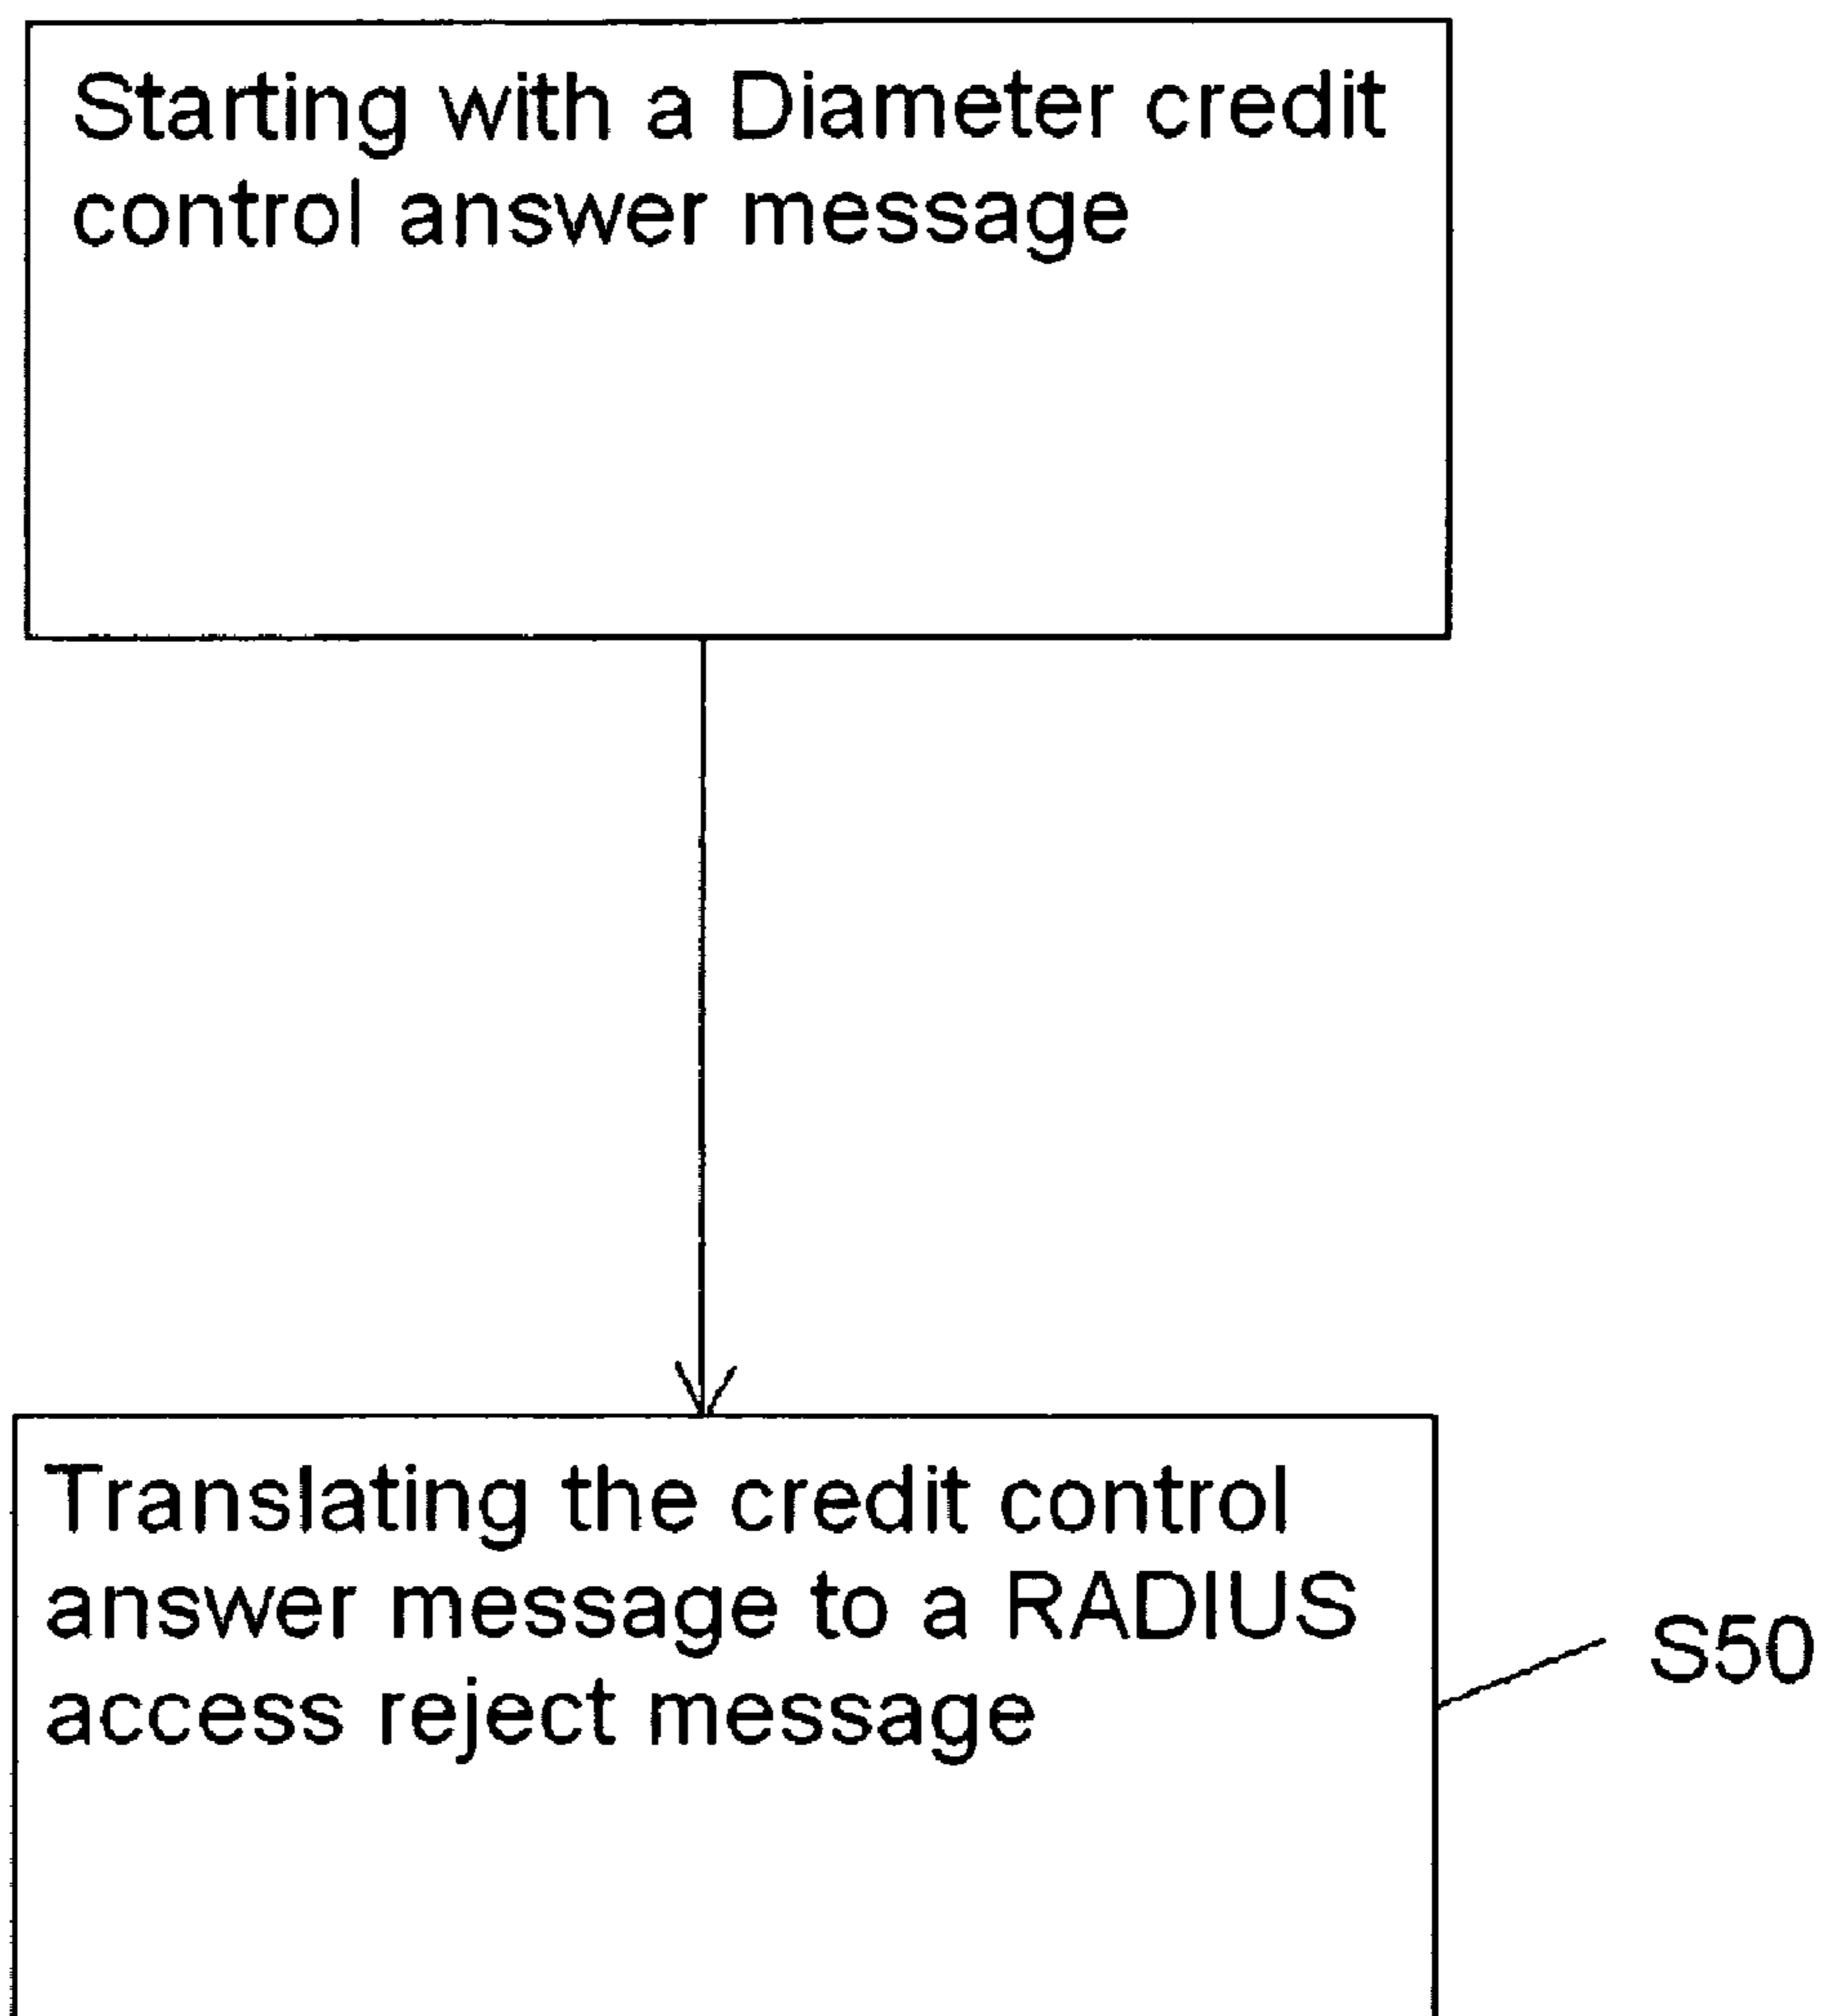 Starting with a Diameter credit
control answer message
Translating the credit control
answer message to a RADIUS
access reject message
S50